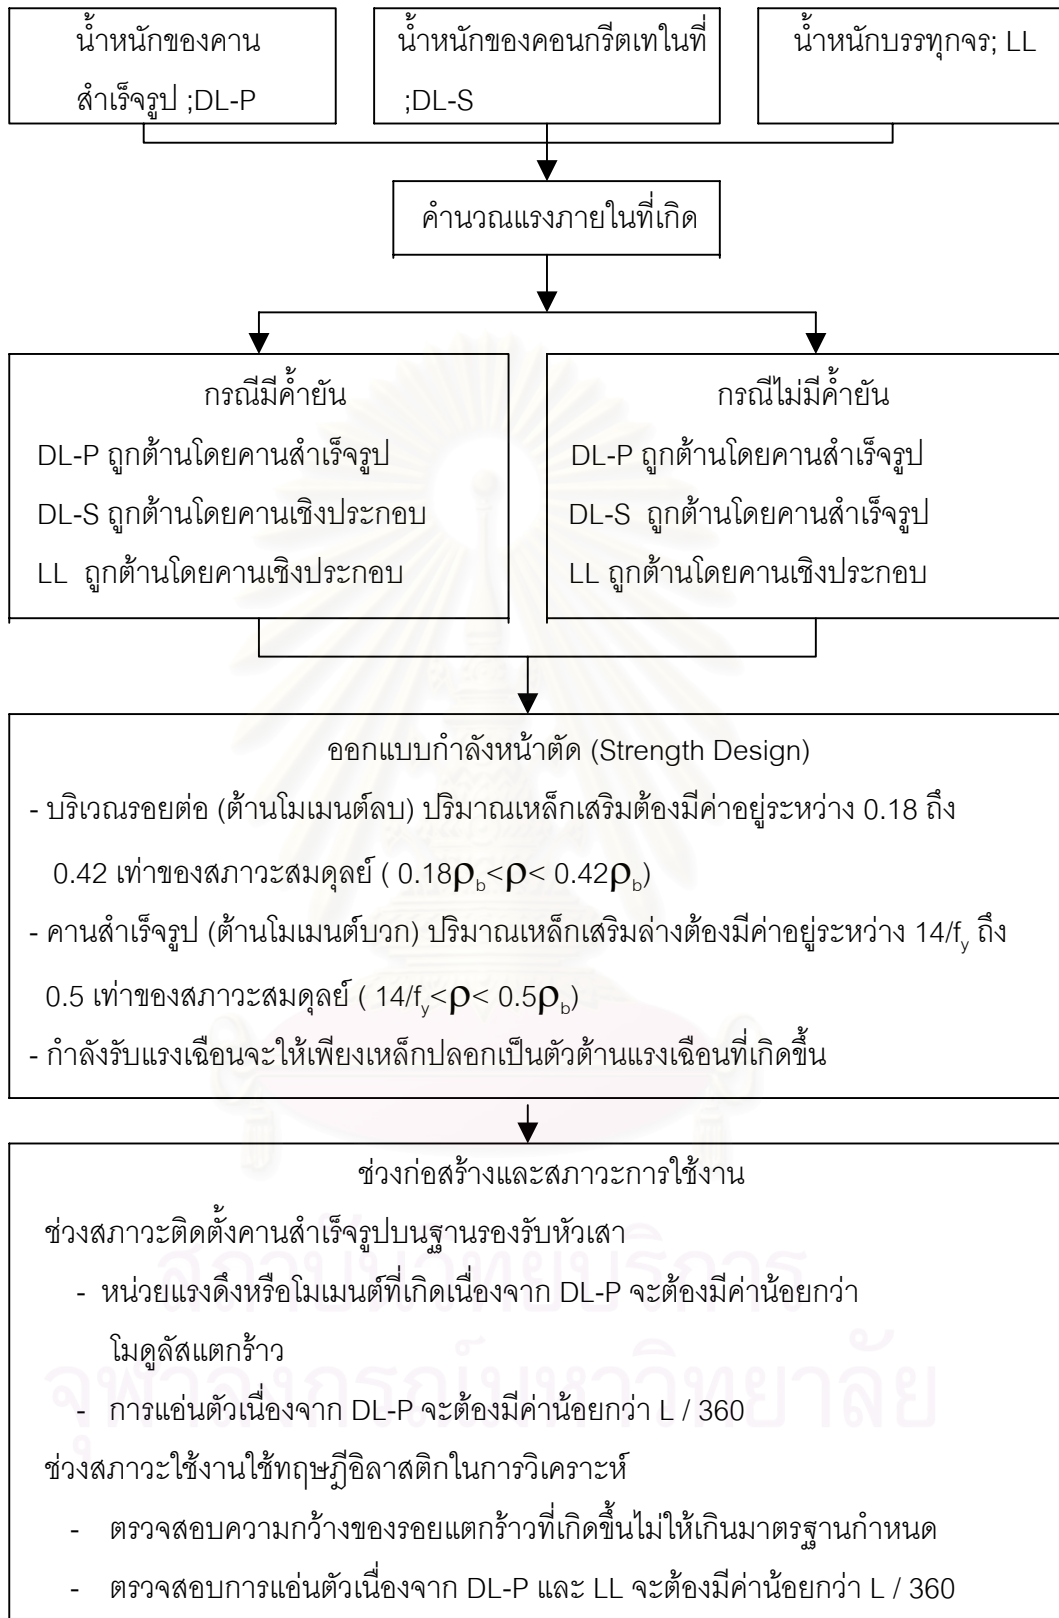 น้ำหนักของคาน
สำเร็จรูป ;DL-P
น้ำหนักของคอนกรีตเทในที่
;DL-S
น้ำหนักบรรทุกจร; LL
คำนวณแรงภายในที่เกิด
กรณีมีค้ำยัน
DL-P ถูกต้านโดยคานสำเร็จรูป
DL-S ถูกต้านโดยคานเชิงประกอบ
LL ถูกต้านโดยคานเชิงประกอบ
กรณีไม่มีค้ำยัน
DL-P ถูกต้านโดยคานสำเร็จรูป
DL-S ถูกต้านโดยคานสำเร็จรูป
LL ถูกต้านโดยคานเชิงประกอบ
ออกแบบกำลังหน้าตัด (Strength Design)
- บริเวณรอยต่อ (ต้านโมเมนต์ลบ) ปริมาณเหล็กเสริมต้องมีค่าอยู่ระหว่าง 0.18 ถึง
0.42 เท่าของสภาวะสมดุลย์ ( 0.18ρb<ρ< 0.42ρb)
- คานสำเร็จรูป (ต้านโมเมนต์บวก) ปริมาณเหล็กเสริมล่างต้องมีค่าอยู่ระหว่าง 14/fy ถึง
0.5 เท่าของสภาวะสมดุลย์ ( 14/fy<ρ< 0.5ρb)
- กำลังรับแรงเฉือนจะให้เพียงเหล็กปลอกเป็นตัวต้านแรงเฉือนที่เกิดขึ้น
ช่วงก่อสร้างและสภาวะการใช้งาน
ช่วงสภาวะติดตั้งคานสำเร็จรูปบนฐานรองรับหัวเสา
- หน่วยแรงดึงหรือโมเมนต์ที่เกิดเนื่องจาก DL-P จะต้องมีค่าน้อยกว่า
โมดูลัสแตกร้าว
- การแอ่นตัวเนื่องจาก DL-P จะต้องมีค่าน้อยกว่า L / 360
ช่วงสภาวะใช้งานใช้ทฤษฎีอิลาสติกในการวิเคราะห์
- ตรวจสอบความกว้างของรอยแตกร้าวที่เกิดขึ้นไม่ให้เกินมาตรฐานกำหนด
- ตรวจสอบการแอ่นตัวเนื่องจาก DL-P และ LL จะต้องมีค่าน้อยกว่า L / 360
สถาบันวิทยบริการ
จุฬาลงกรณ์มหาวิทยาลัย